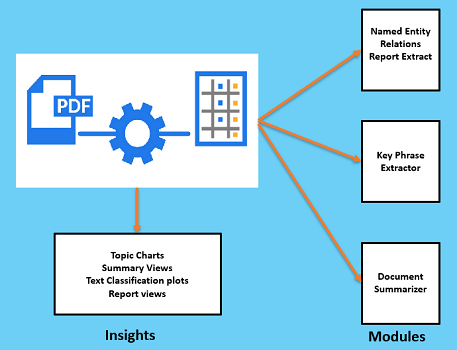 Named Entity
Relations
Report Extract
PDF
Key Phrase
Extractor
Topic Charts
Summary Views
Text Classification plots
Report views
Document
Summarizer
Insights
Modules